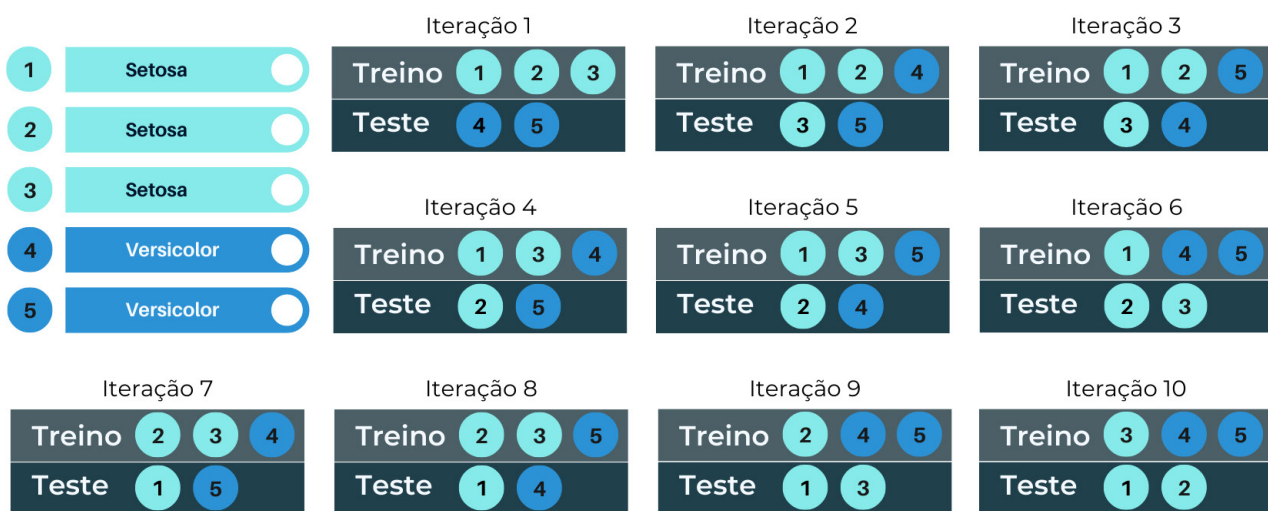 1 Setosa
2 Setosa
3 Setosa
4 Versicolor
5 Versicolor
Iteração 1
Treino 1 2 3
Teste 4 5
Iteração 2
Treino 1 2 4
Teste 3 5
Iteração 3
Treino 1 2 5
Teste 3 4
Iteração 4
Treino 1 3 4
Teste 2 5
Iteração 5
Treino 1 3 5
Teste 2 4
Iteração 6
Treino 1 4 5
Teste 2 3
Iteração 7
Treino 2 3 4
Teste 1 5
Iteração 8
Treino 2 3 5
Teste 1 4
Iteração 9
Treino 2 4 5
Teste 1 3
Iteração 10
Treino 3 4 5
Teste 1 2